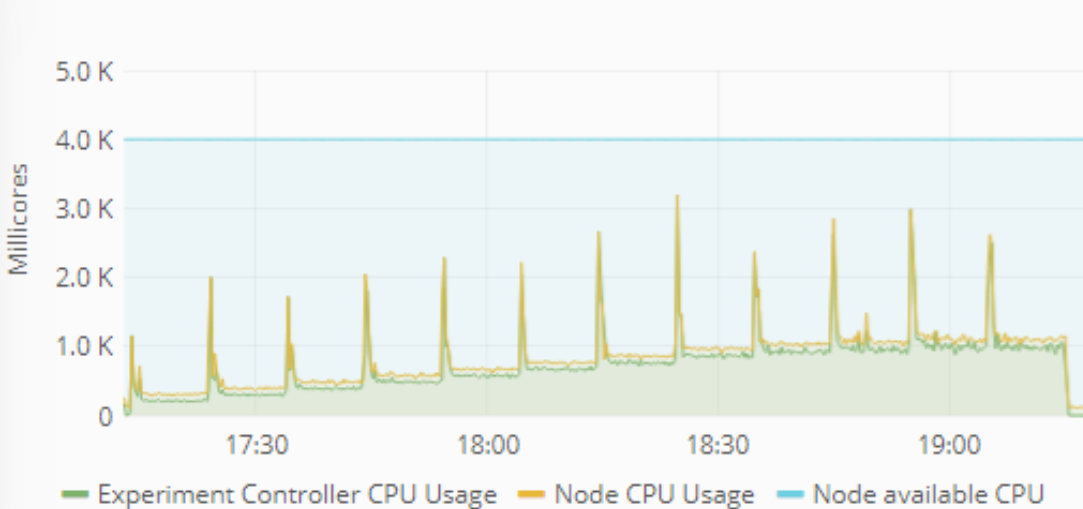 5.0 K
4.0 K
3.0 K
2.0 K
1.0 K
0
Millicores
17:30 18:00 18:30 19:00
Experiment Controller CPU Usage Node CPU Usage Node available CPU